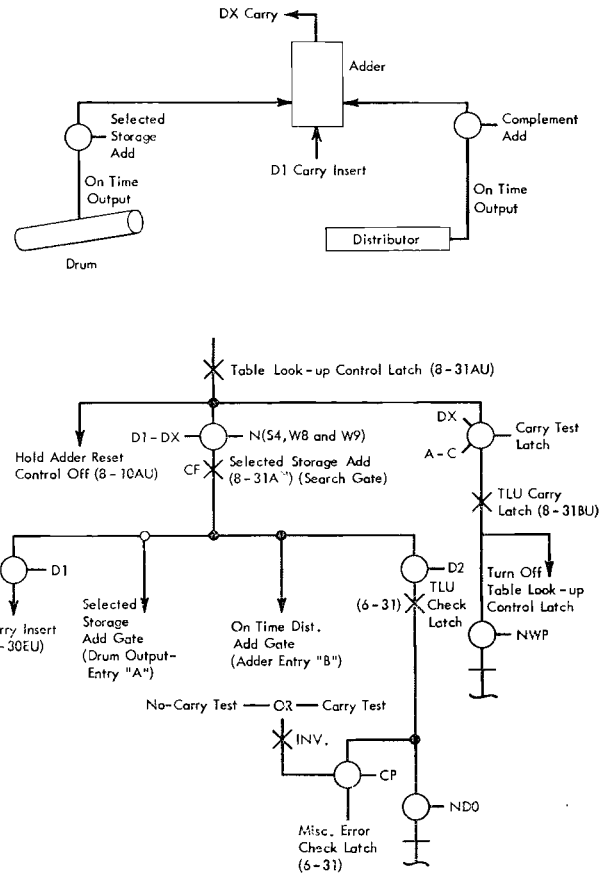 DX Carry
Adder
Selected
Storage
Add
Complement
Add
D1 Carry Insert
On Time
Output
On Time
Output
Distributor
Drum
Table Look-up Control Latch (8-31AU)
DX
D1-DX
N(S4, W8 and W9)
Carry Test
Latch
Hold Adder Reset
Control Off (8-10AU)
A-C
CF
Selected Storage Add
(8-31A") (Search Gate)
TLU Carry
Latch (8-31BU)
D1
D2
Selected
Storage
Add Gate
(Drum Output-
Entry "A")
On Time Dist.
Add Gate
(Adder Entry "B")
(6-31)
TLU
Check
Latch
Turn Off
Table Look-up
Control Latch
rry Insert
-30EU)
NWP
No-Carry Test — OR — Carry Test
INV.
CP
ND0
Misc. Error
Check Latch
(6-31)